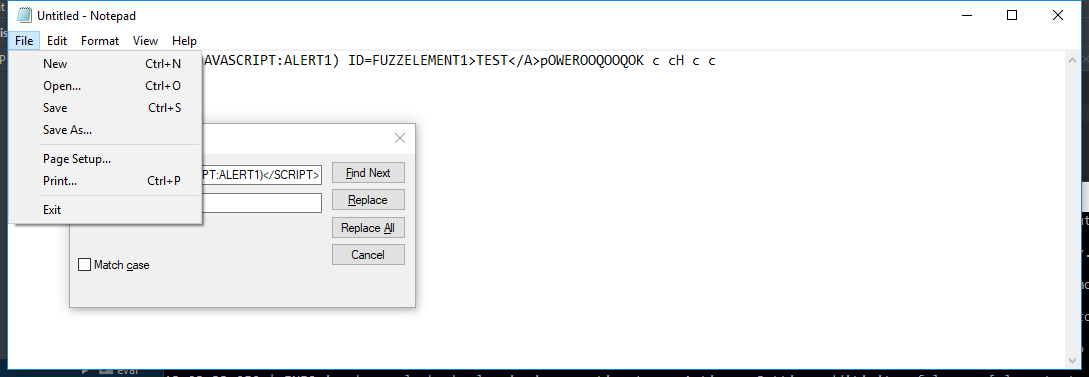 Untitled - Notepad
File Edit Format View Help
AVASCRIPT:ALERT1) ID=FUZZELEMENT1>TEST</A>pOWEROOQOOQOK c cH c c
New Ctrl+N
Open... Ctrl+O
Save Ctrl+S
Save As...
Page Setup...
Print... Ctrl+P
Exit
PT:ALERT1)</SCRIPT>
Find Next
Replace
Replace All
Cancel
Match case
eval